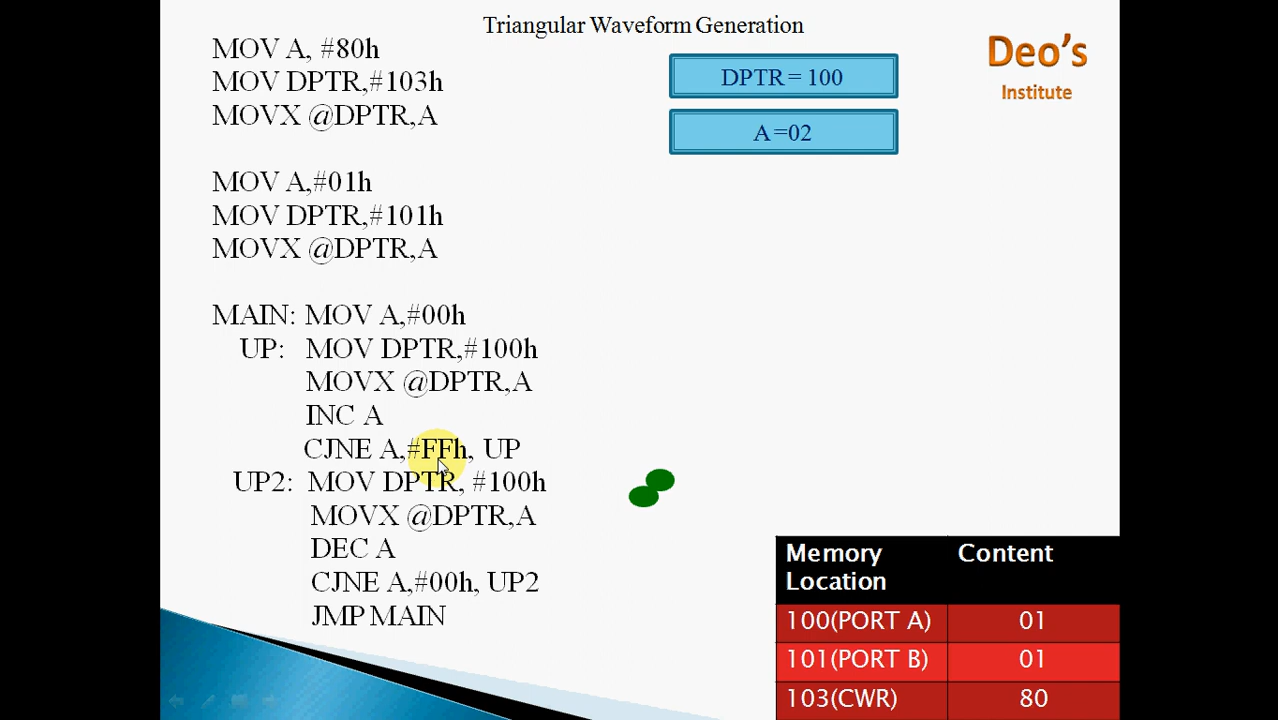 Triangular Waveform Generation
MOV A, #80h
MOV DPTR,#103h
MOVX @DPTR,A
MOV A,#01h
MOV DPTR,#101h
MOVX @DPTR,A
MAIN: MOV A,#00h
UP: MOV DPTR,#100h
MOVX @DPTR,A
INC A
CJNE A,#FFh, UP
UP2: MOV DPTR, #100h
MOVX @DPTR,A
DEC A
CJNE A,#00h, UP2
JMP MAIN
DPTR = 100
A =02
Deo's
Institute
Memory Location Content
100(PORT A) 01
101(PORT B) 01
103(CWR) 80